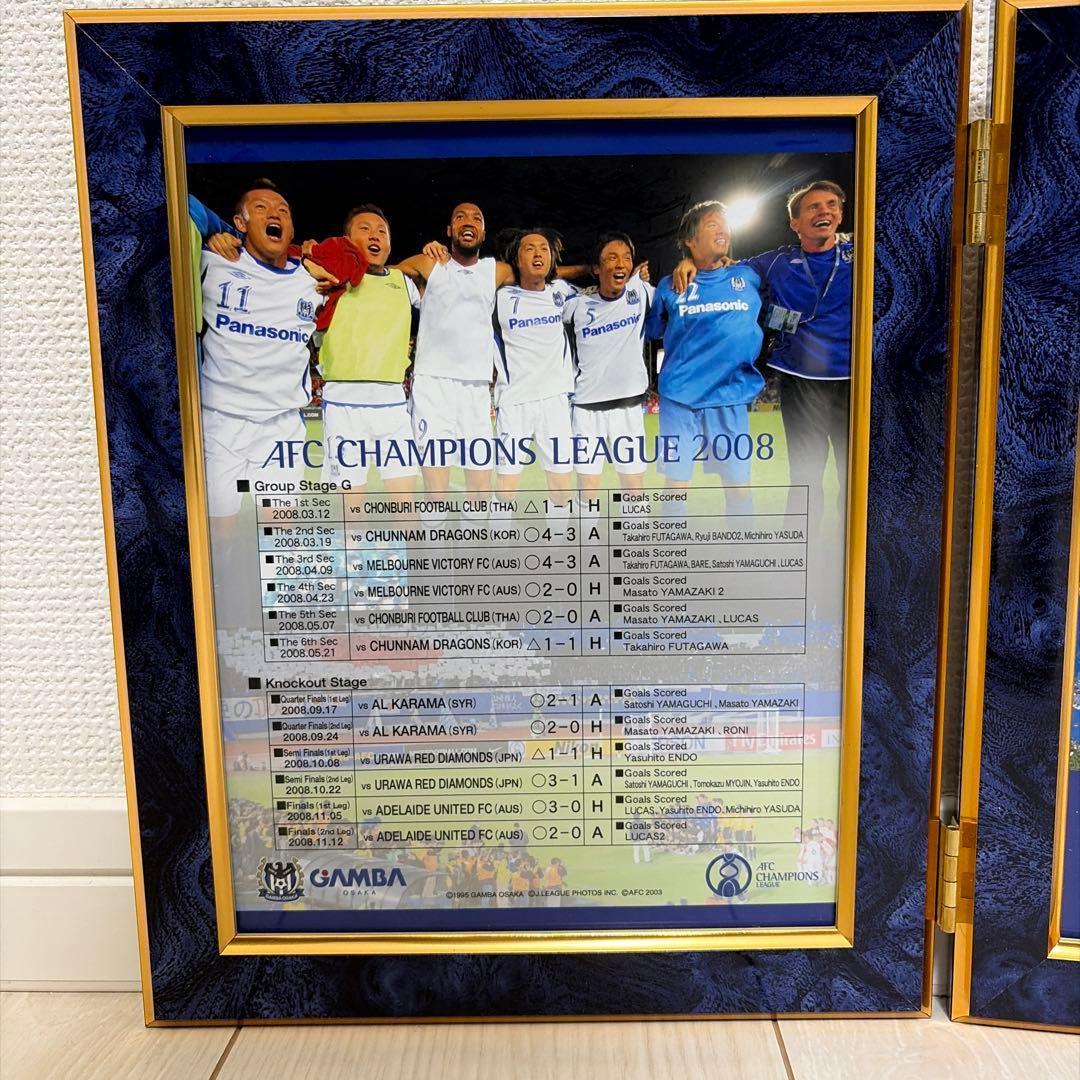 11
Panasonic
7
Panasonic
5
Panasonic
22
Panasonic
9
AFC CHAMPIONS LEAGUE 2008
■ Group Stage G
■The 1st Sec 2008.03.12 vs CHONBURI FOOTBALL CLUB (THA) △1-1 H ■Goals Scored LUCAS
■The 2nd Sec 2008.03.19 vs CHUNNAM DRAGONS (KOR) ○4-3 A ■Goals Scored Takahiro FUTAGAWA, Ryuji BANDO2, Michihiro YASUDA
■The 3rd Sec 2008.04.09 vs MELBOURNE VICTORY FC (AUS) ○4-3 A ■Goals Scored Takahiro FUTAGAWA, BARE, Satoshi YAMAGUCHI, LUCAS
■The 4th Sec 2008.04.23 vs MELBOURNE VICTORY FC (AUS) ○2-0 H ■Goals Scored Masato YAMAZAKI 2
■The 5th Sec 2008.05.07 vs CHONBURI FOOTBALL CLUB (THA) ○2-0 A ■Goals Scored Masato YAMAZAKI, LUCAS
■The 6th Sec 2008.05.21 vs CHUNNAM DRAGONS (KOR) △1-1 H ■Goals Scored Takahiro FUTAGAWA
■ Knockout Stage
■Quarter Finals (1st Leg) 2008.09.17 vs AL KARAMA (SYR) ○2-1 A ■Goals Scored Satoshi YAMAGUCHI, Masato YAMAZAKI
■Quarter Finals (2nd Leg) 2008.09.24 vs AL KARAMA (SYR) ○2-0 H ■Goals Scored Masato YAMAZAKI, RONI
■Semi Finals (1st Leg) 2008.10.08 vs URAWA RED DIAMONDS (JPN) △1-1 H ■Goals Scored Yasuhito ENDO
■Semi Finals (2nd Leg) 2008.10.22 vs URAWA RED DIAMONDS (JPN) ○3-1 A ■Goals Scored Satoshi YAMAGUCHI, Tomokazu MYOJIN, Yasuhito ENDO
■Finals (1st Leg) 2008.11.05 vs ADELAIDE UNITED FC (AUS) ○3-0 H ■Goals Scored LUCAS, Yasuhito ENDO, Michihiro YASUDA
■Finals (2nd Leg) 2008.11.12 vs ADELAIDE UNITED FC (AUS) ○2-0 A ■Goals Scored LUCAS2
GAMBA OSAKA
GAMBA
OSAKA
©1995 GAMBA OSAKA ©J.LEAGUE PHOTOS INC. ©AFC 2003
AFC
CHAMPIONS
LEAGUE